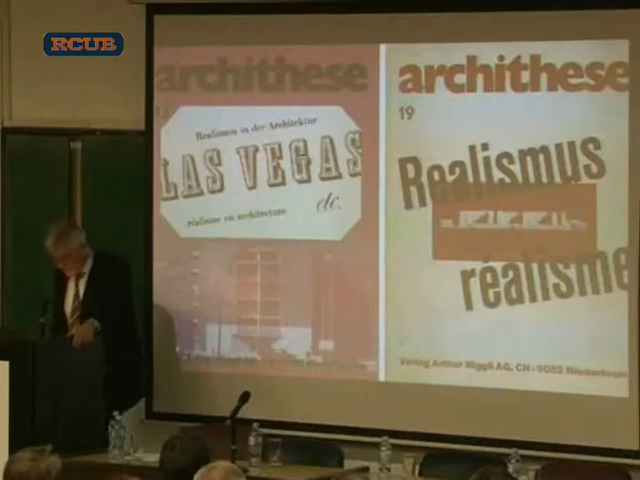 RCUB
archithese
Realismus in der Architektur
LAS VEGAS
etc.
réalisme en architecture
archithese
19
Realismus
réalisme
Verlag Arthur Niggli AG, CH-9052 Niederteufen